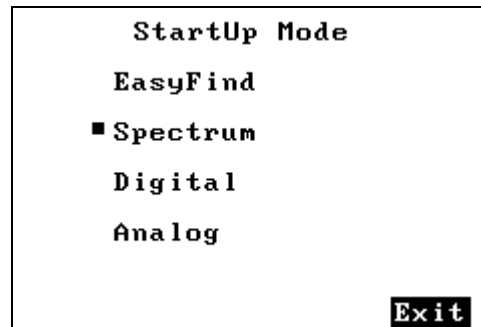 StartUp Mode
EasyFind
■Spectrum
Digital
Analog
Exit